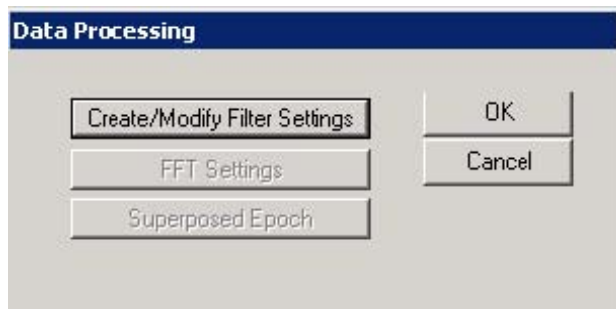 Data Processing
Create/Modify Filter Settings
OK
FFT Settings
Cancel
Superposed Epoch